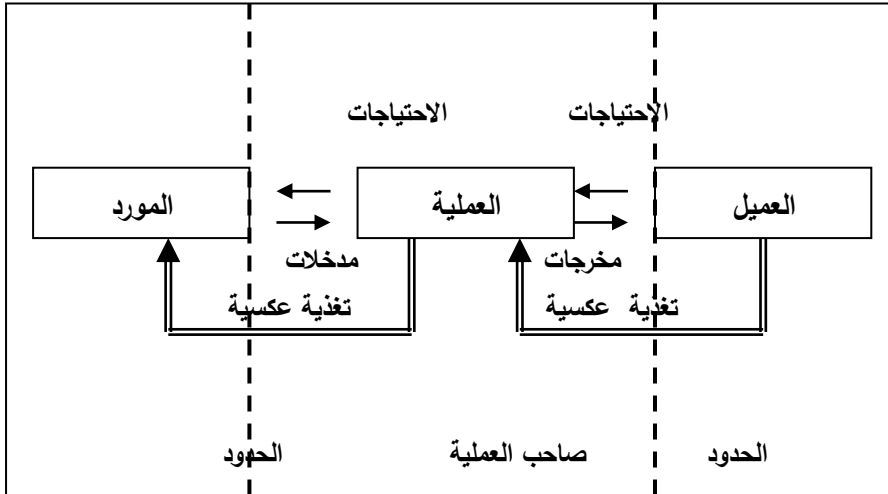 الاحتياجات
الاحتياجات
العميل
العملية
المورد
مخرجات
مدخلات
تغذية عكسية
تغذية عكسية
الحدود
صاحب العملية
الحدود